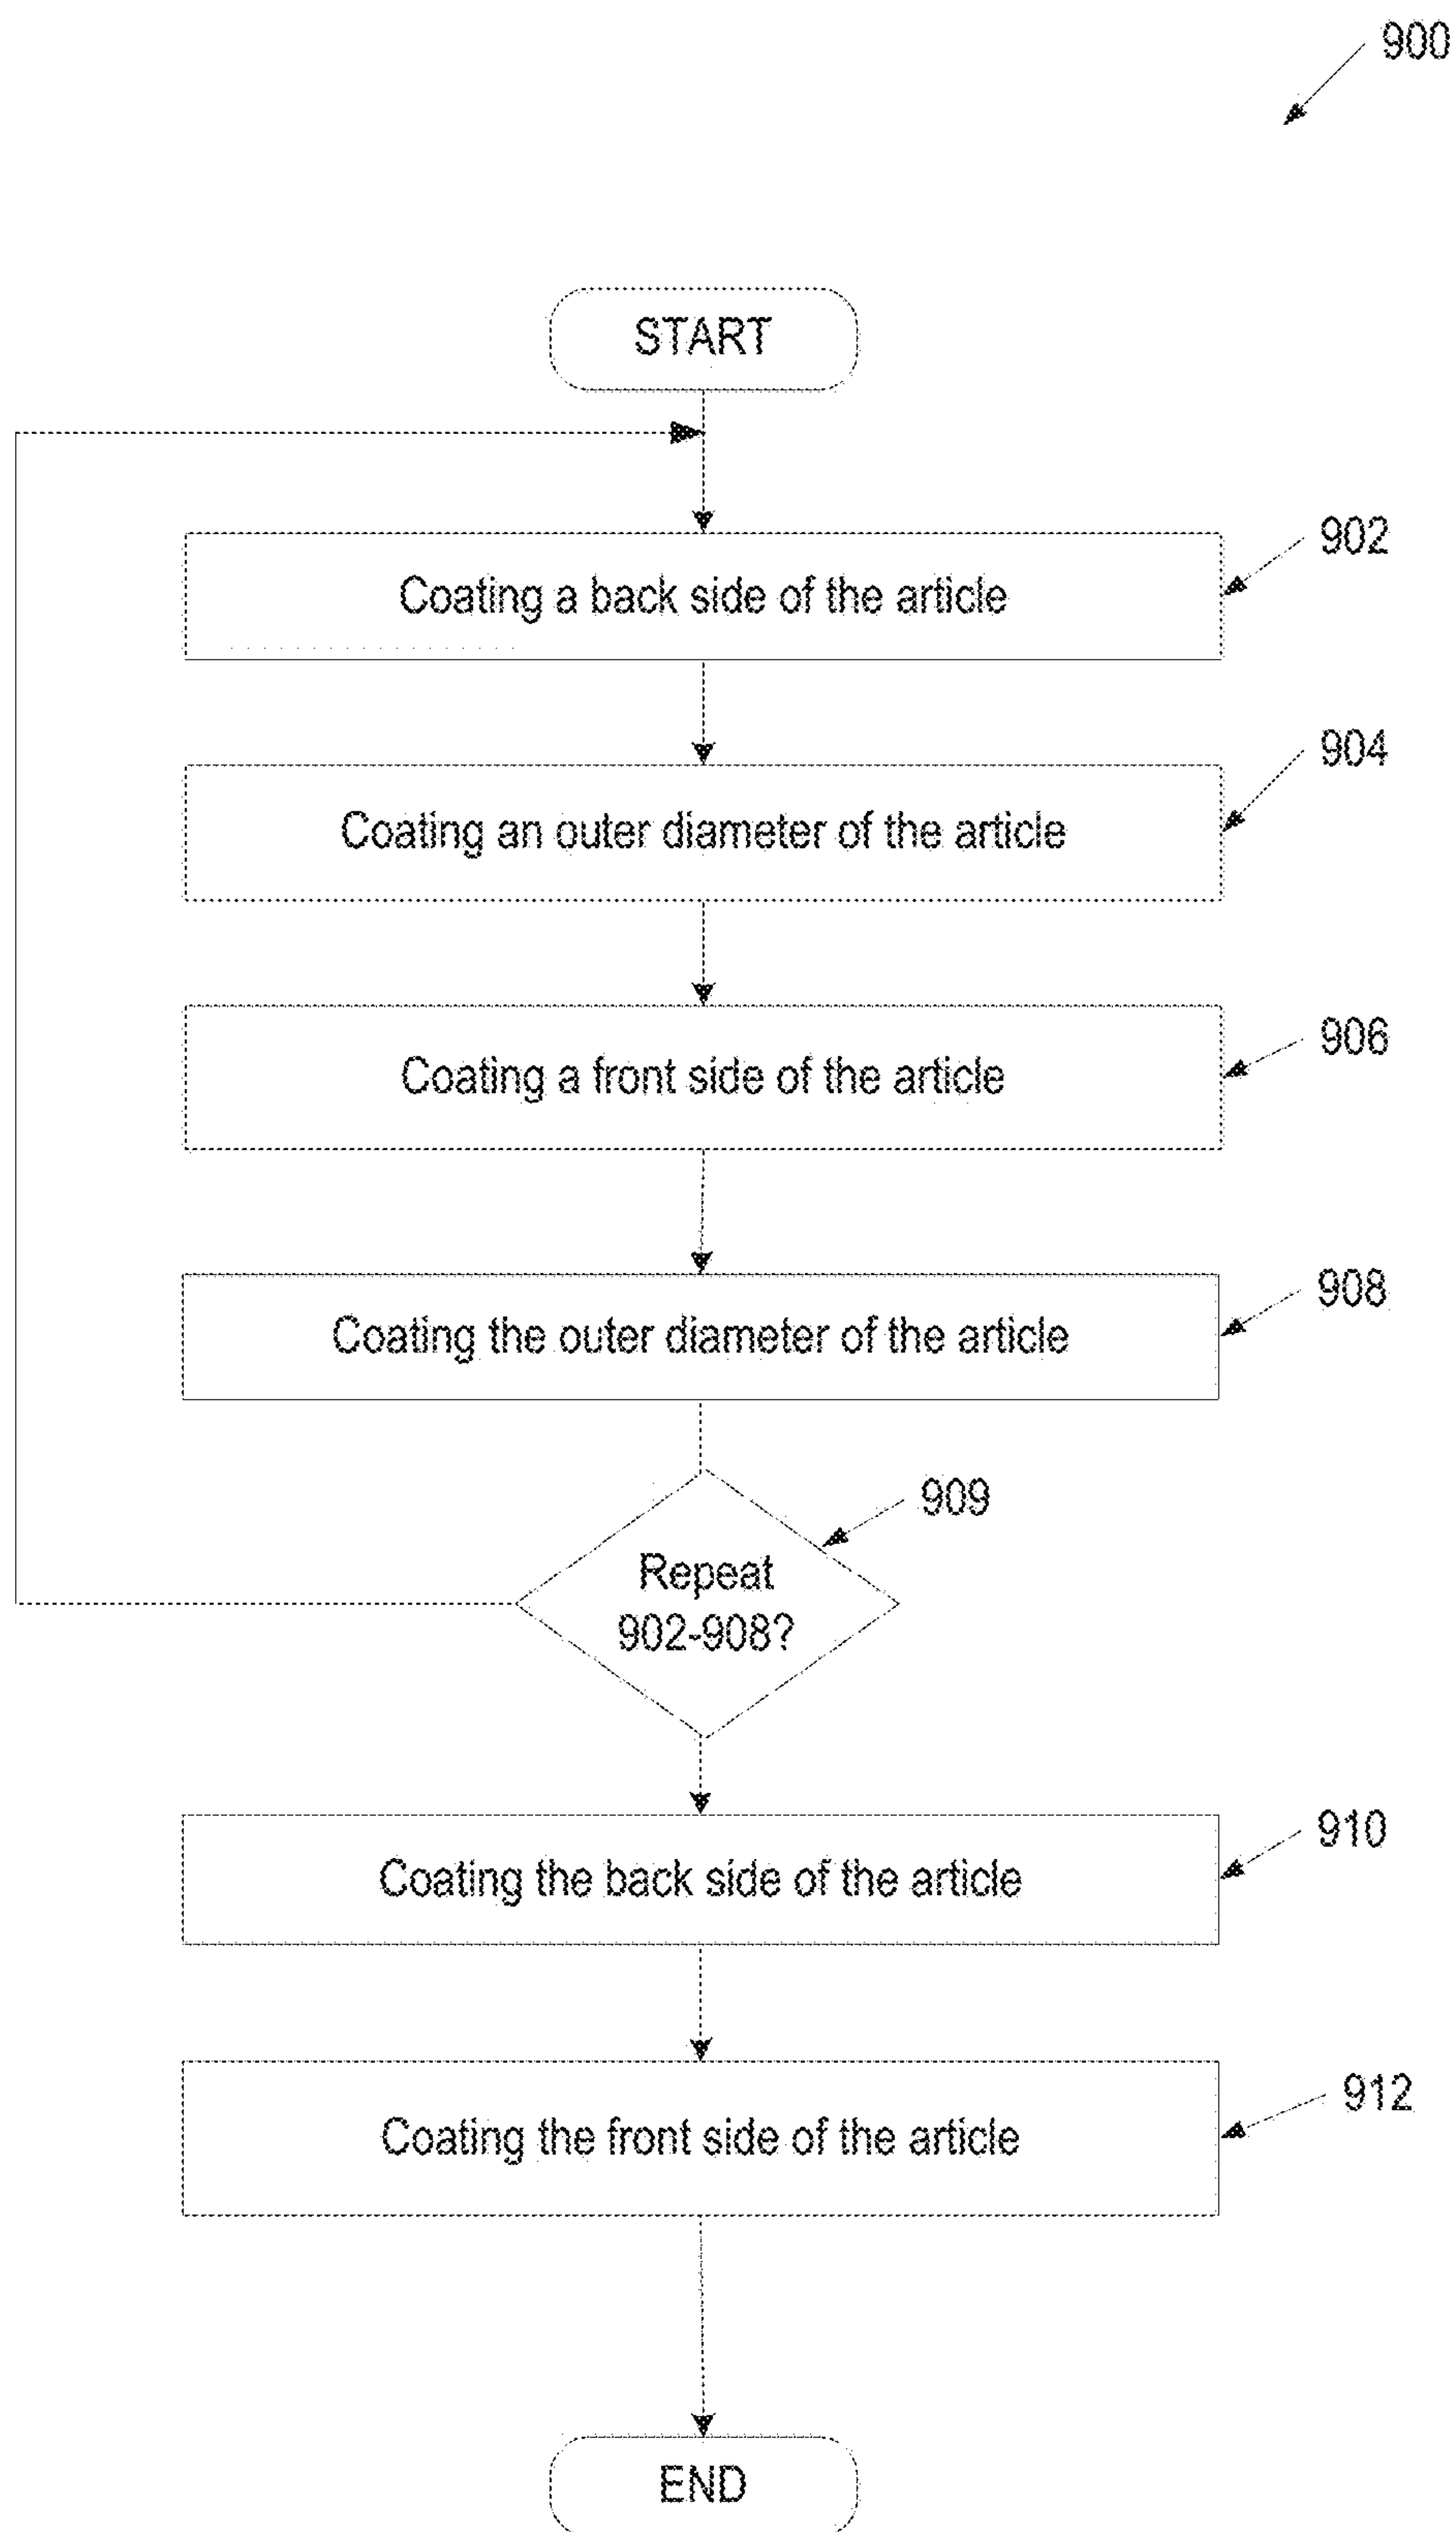 900
START
Coating a back side of the article
902
Coating an outer diameter of the article
904
Coating a front side of the article
906
Coating the outer diameter of the article
908
909
Repeat
902-908?
Coating the back side of the article
910
Coating the front side of the article
912
END